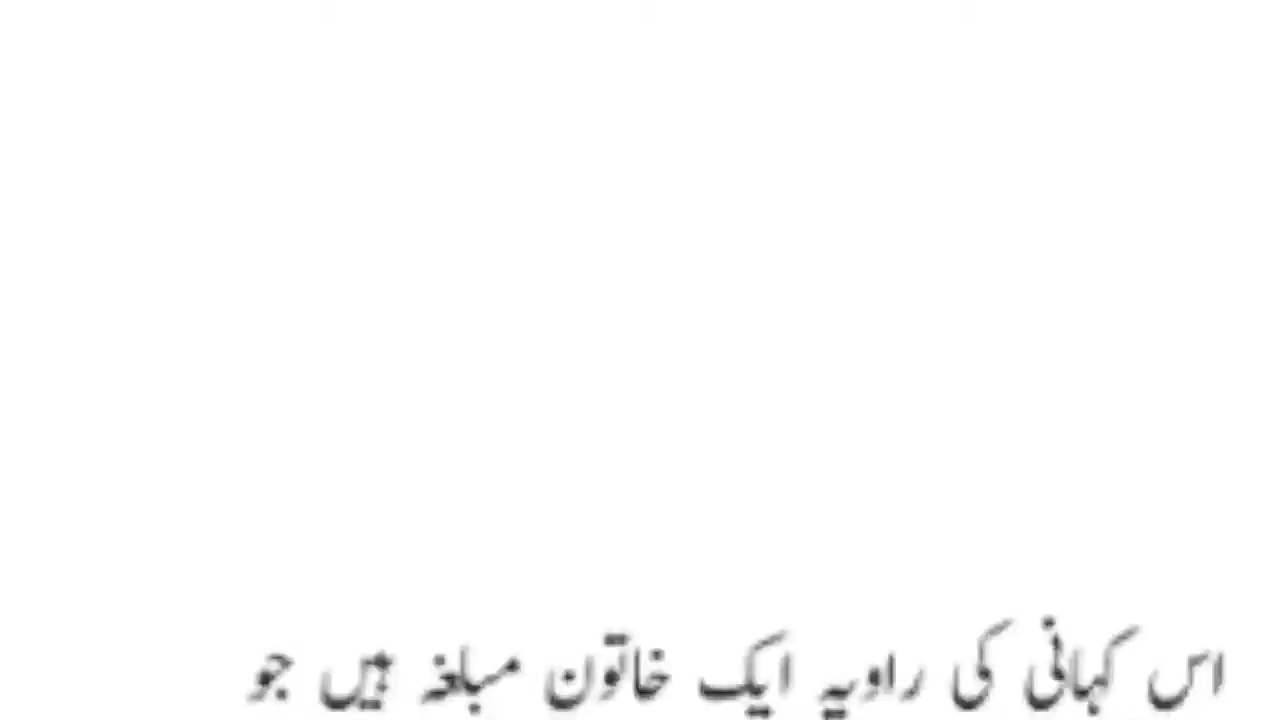 اس کہانی کی راویہ ایک خاتون مبلغہ ہیں جو